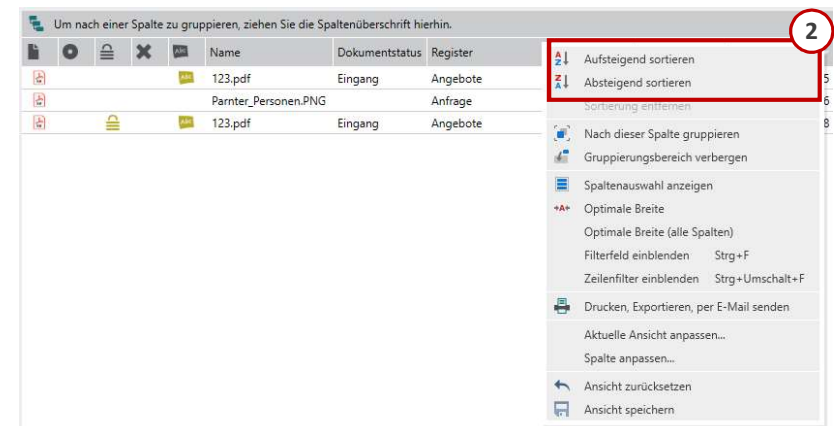 Um nach einer Spalte zu gruppieren, ziehen Sie die Spaltenüberschrift hierhin.
2
Name Dokumentstatus Register
123.pdf Eingang Angebote 5
Parnter_Personen.PNG Anfrage 6
123.pdf Eingang Angebote 8
Aufsteigend sortieren
Absteigend sortieren
Sortierung entfernen
Nach dieser Spalte gruppieren
Gruppierungsbereich verbergen
Spaltenauswahl anzeigen
Optimale Breite
Optimale Breite (alle Spalten)
Filterfeld einblenden Strg+F
Zeilenfilter einblenden Strg+Umschalt+F
Drucken, Exportieren, per E-Mail senden
Aktuelle Ansicht anpassen...
Spalte anpassen...
Ansicht zurücksetzen
Ansicht speichern